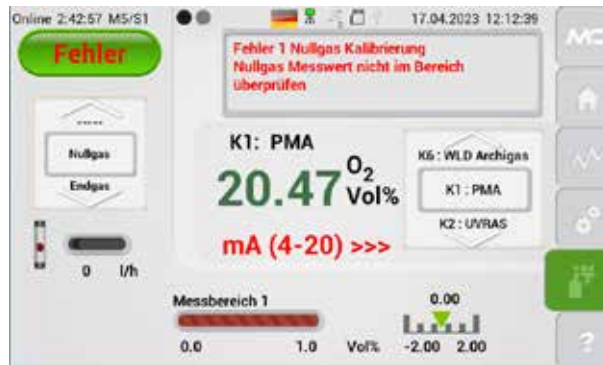 Online 2:42:57 M5/S1
17.04.2023 12:12:39
Fehler
Fehler 1 Nullgas Kalibrierung
Nullgas Messwert nicht im Bereich
überprüfen
-----
Nullgas
Endgas
0 l/h
K1: PMA
20.47 O2 Vol%
mA (4-20) >>>
K6: WLD Archigas
K1: PMA
K2: UVRAS
Messbereich 1
0.0 1.0 Vol%
0.00
-2.00 2.00
MC
?